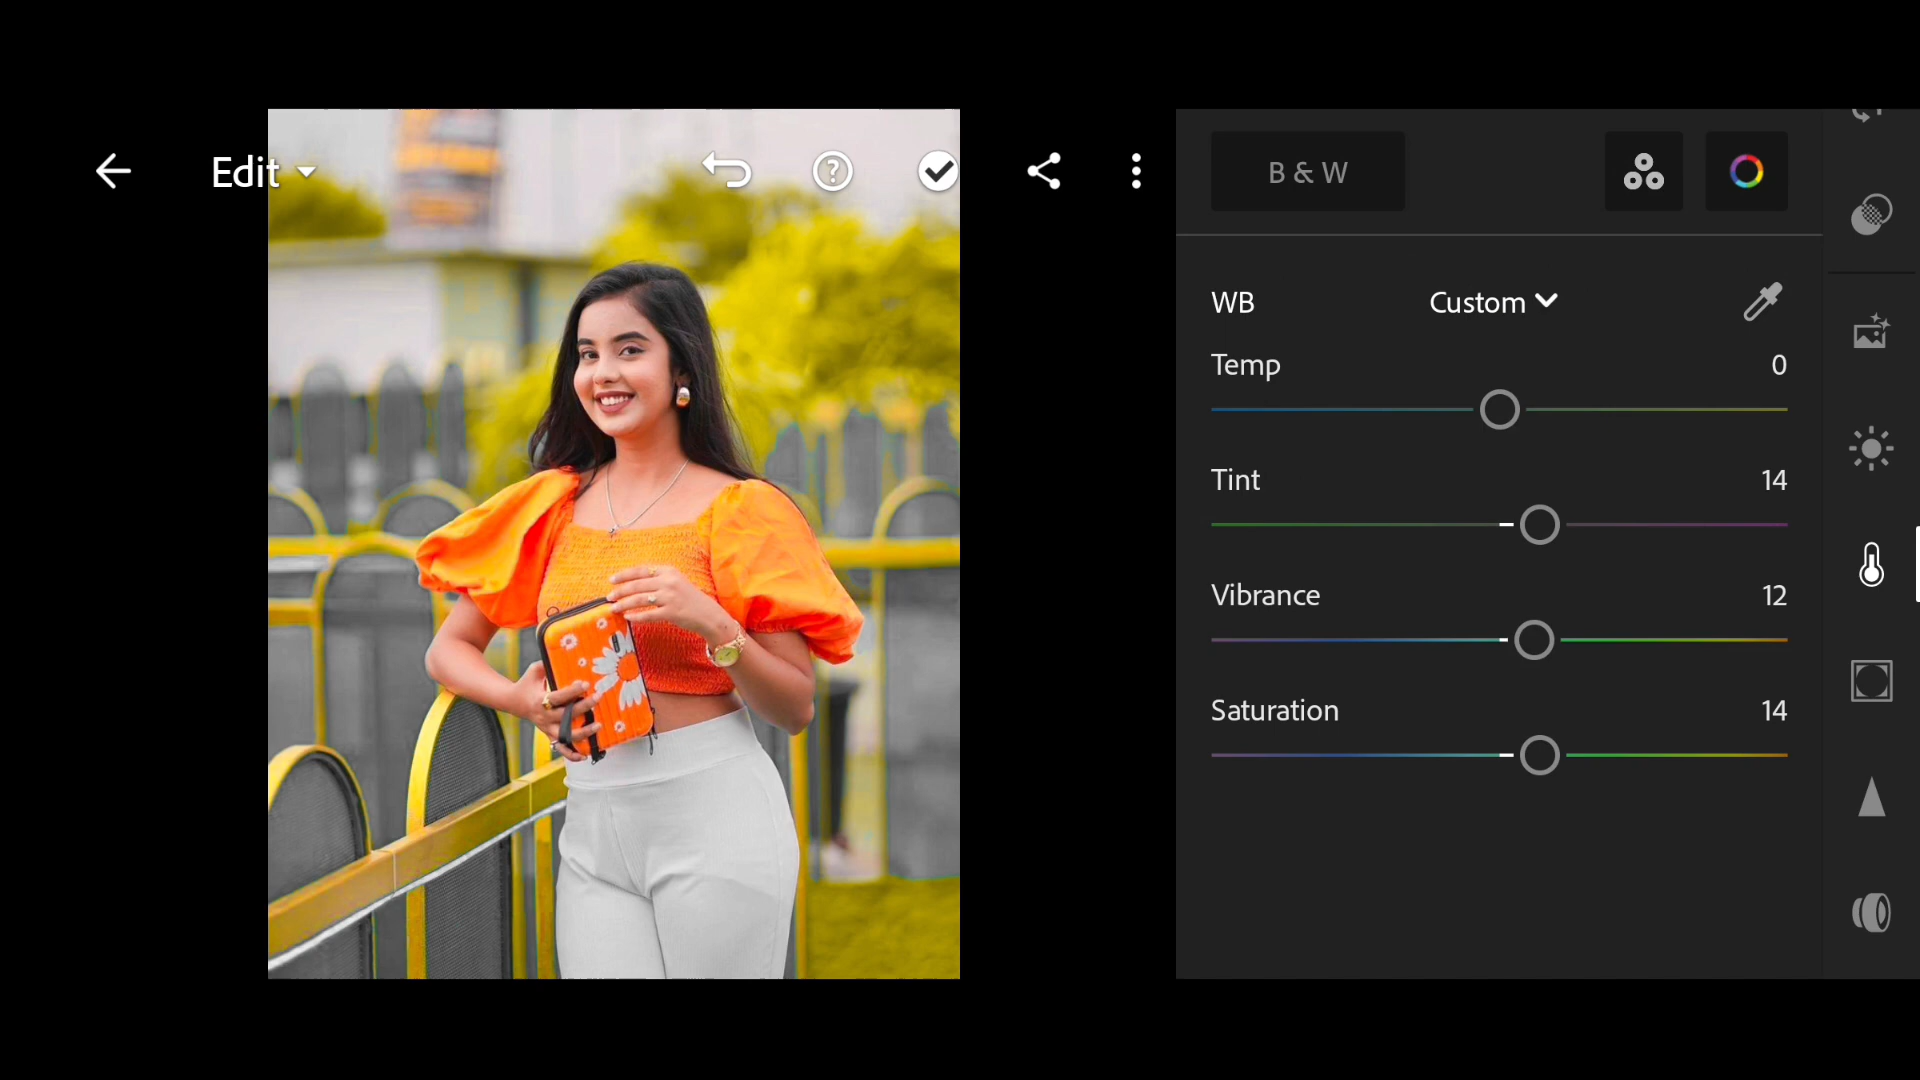 Edit
B & W
WB Custom
Temp 0
Tint 14
Vibrance 12
Saturation 14